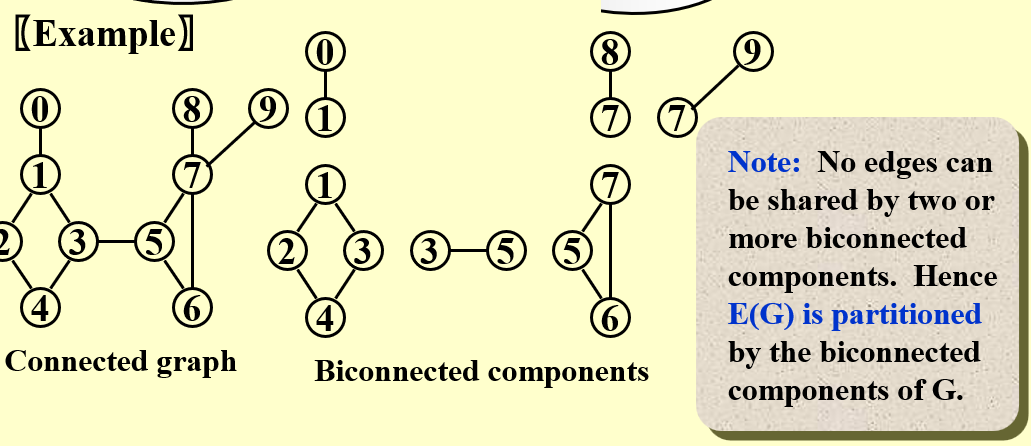 〖Example〗
0
8
9
1
7
2
3
5
4
6
Connected graph
0
1
8
7
9
7
1
2
3
4
3
5
7
5
6
Biconnected components
Note: No edges can
be shared by two or
more biconnected
components. Hence
E(G) is partitioned
by the biconnected
components of G.